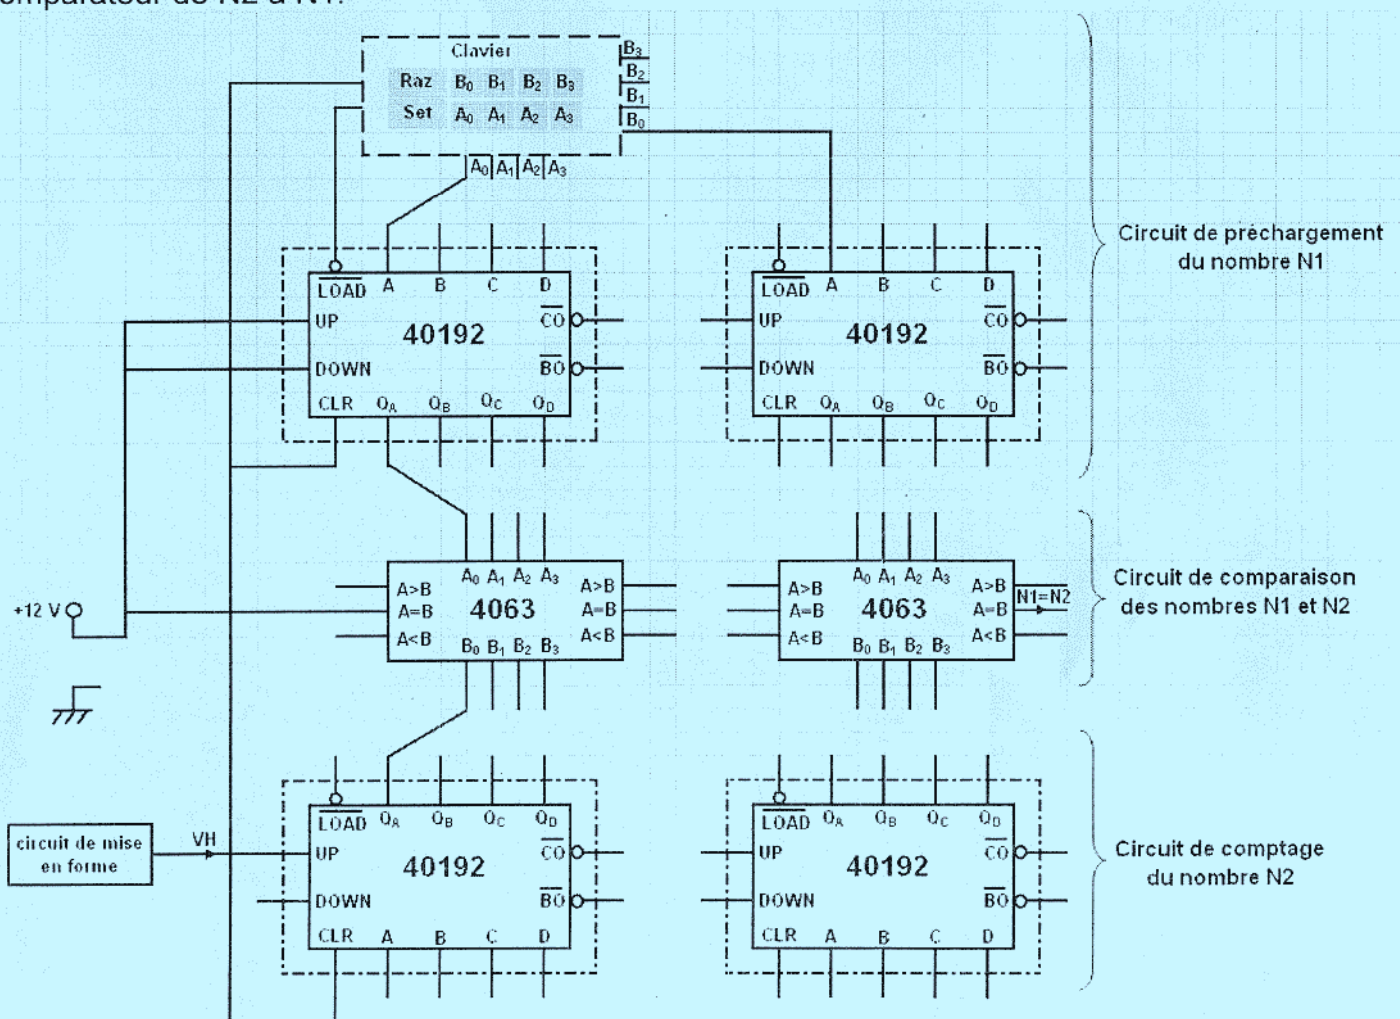 omparateur de N2 à N1.
Clavier
Raz B0 B1 B2 B3
Set A0 A1 A2 A3
B3
B2
B1
B0
A0 A1 A2 A3
Circuit de préchargement
du nombre N1
LOAD A B C D
UP CO
40192
DOWN BO
CLR QA QB QC QD
LOAD A B C D
UP CO
40192
DOWN BO
CLR QA QB QC QD
+12 V
A0 A1 A2 A3
A>B A>B
A=B 4063 A=B
A<B A<B
B0 B1 B2 B3
A0 A1 A2 A3
A>B A>B
A=B 4063 A=B
A<B A<B
B0 B1 B2 B3
N1=N2
Circuit de comparaison
des nombres N1 et N2
circuit de mise
en forme
VH
LOAD QA QB QC QD
UP CO
40192
DOWN BO
CLR A B C D
LOAD QA QB QC QD
UP CO
40192
DOWN BO
CLR A B C D
Circuit de comptage
du nombre N2